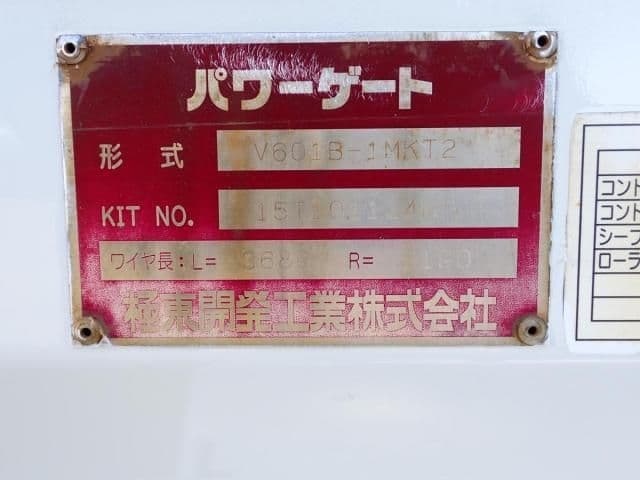 パワーゲート
形式 V601B-1MKT2
KIT NO.
ワイヤ長:L= R=
極東開発工業株式会社
コント
コント
シーブ
ローラ